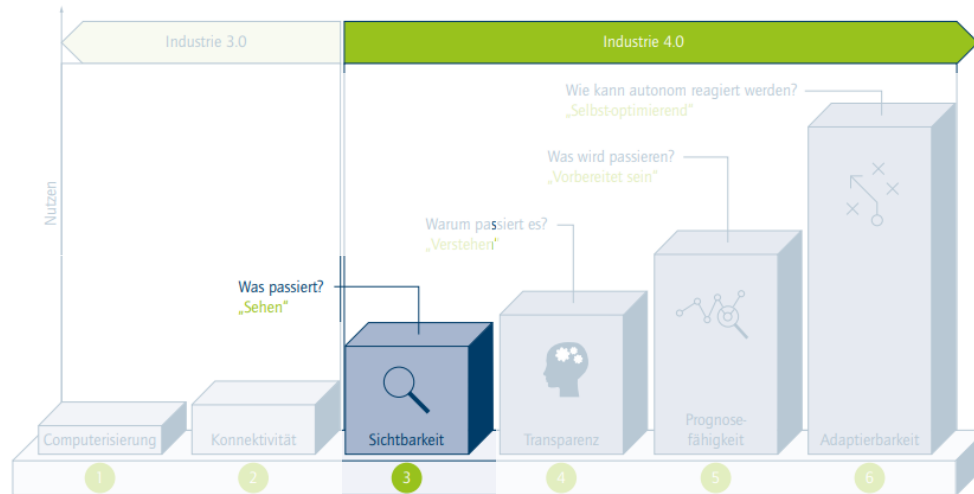 Industrie 3.0
Industrie 4.0
Nutzen
Wie kann autonom reagiert werden?
„Selbst-optimierend“
Was wird passieren?
„Vorbereitet sein“
Warum passiert es?
„Verstehen“
Was passiert?
„Sehen“
Computerisierung
Konnektivität
Sichtbarkeit
Transparenz
Prognose-
fähigkeit
Adaptierbarkeit
1
2
3
4
5
6